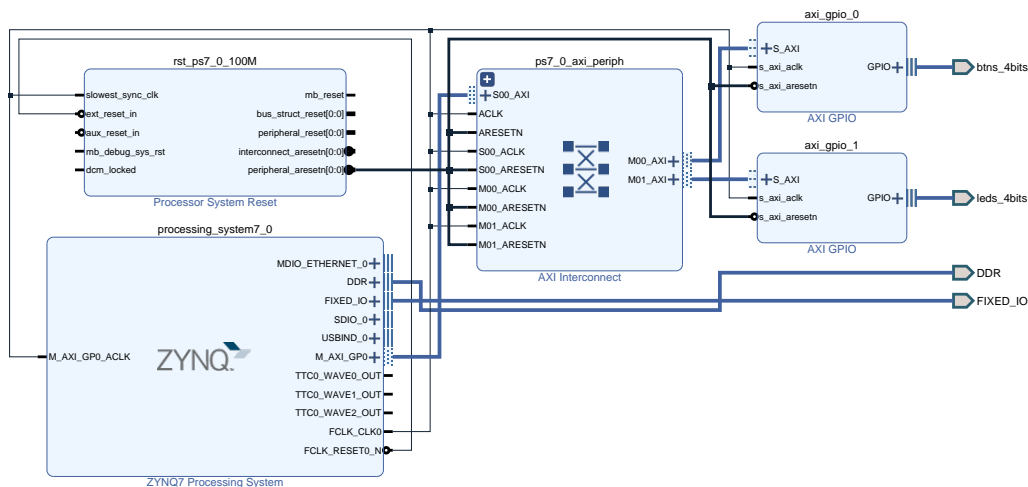 rst_ps7_0_100M
slowest_sync_clk
ext_reset_in
aux_reset_in
mb_debug_sys_rst
dcm_locked
mb_reset
bus_struct_reset[0:0]
peripheral_reset[0:0]
interconnect_aresetn[0:0]
peripheral_aresetn[0:0]
Processor System Reset
processing_system7_0
M_AXI_GP0_ACLK
ZYNQ
MDIO_ETHERNET_0
DDR
FIXED_IO
SDIO_0
USBIND_0
M_AXI_GP0
TTC0_WAVE0_OUT
TTC0_WAVE1_OUT
TTC0_WAVE2_OUT
FCLK_CLK0
FCLK_RESET0_N
ZYNQ7 Processing System
ps7_0_axi_periph
S00_AXI
ACLK
ARESETN
S00_ACLK
S00_ARESETN
M00_ACLK
M00_ARESETN
M01_ACLK
M01_ARESETN
M00_AXI
M01_AXI
AXI Interconnect
axi_gpio_0
S_AXI
s_axi_aclk
s_axi_aresetn
GPIO
AXI GPIO
axi_gpio_1
S_AXI
s_axi_aclk
s_axi_aresetn
GPIO
AXI GPIO
btns_4bits
leds_4bits
DDR
FIXED_IO